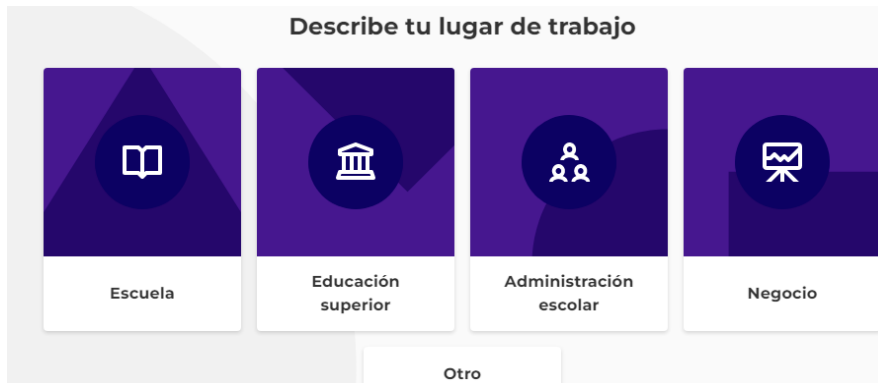 Describe tu lugar de trabajo
Escuela
Educación
superior
Administración
escolar
Negocio
Otro